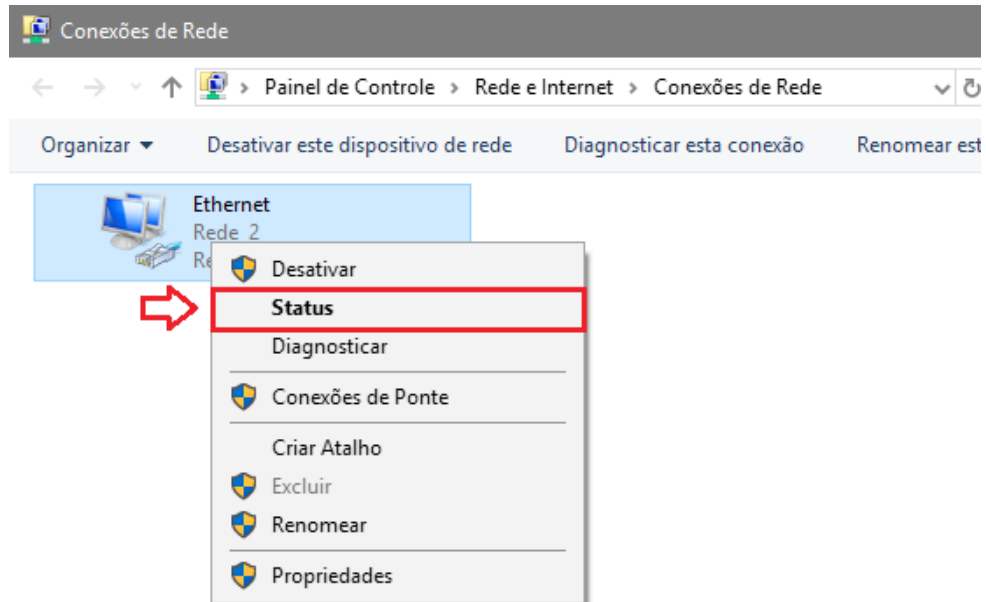 Conexões de Rede
Painel de Controle > Rede e Internet > Conexões de Rede
Organizar Desativar este dispositivo de rede Diagnosticar esta conexão Renomear est
Ethernet
Rede 2
Re
Desativar
Status
Diagnosticar
Conexões de Ponte
Criar Atalho
Excluir
Renomear
Propriedades